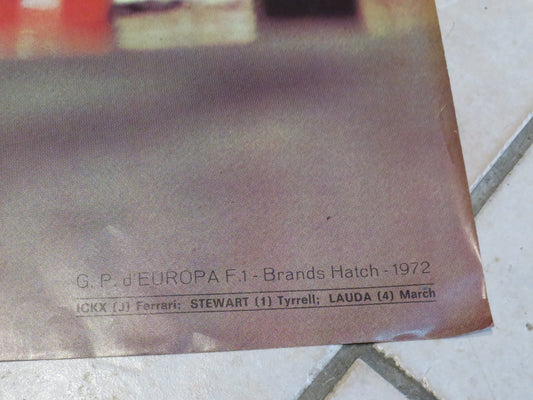 G. P. d'EUROPA F.1 - Brands Hatch - 1972
ICKX (J) Ferrari; STEWART (1) Tyrrell; LAUDA (4) March